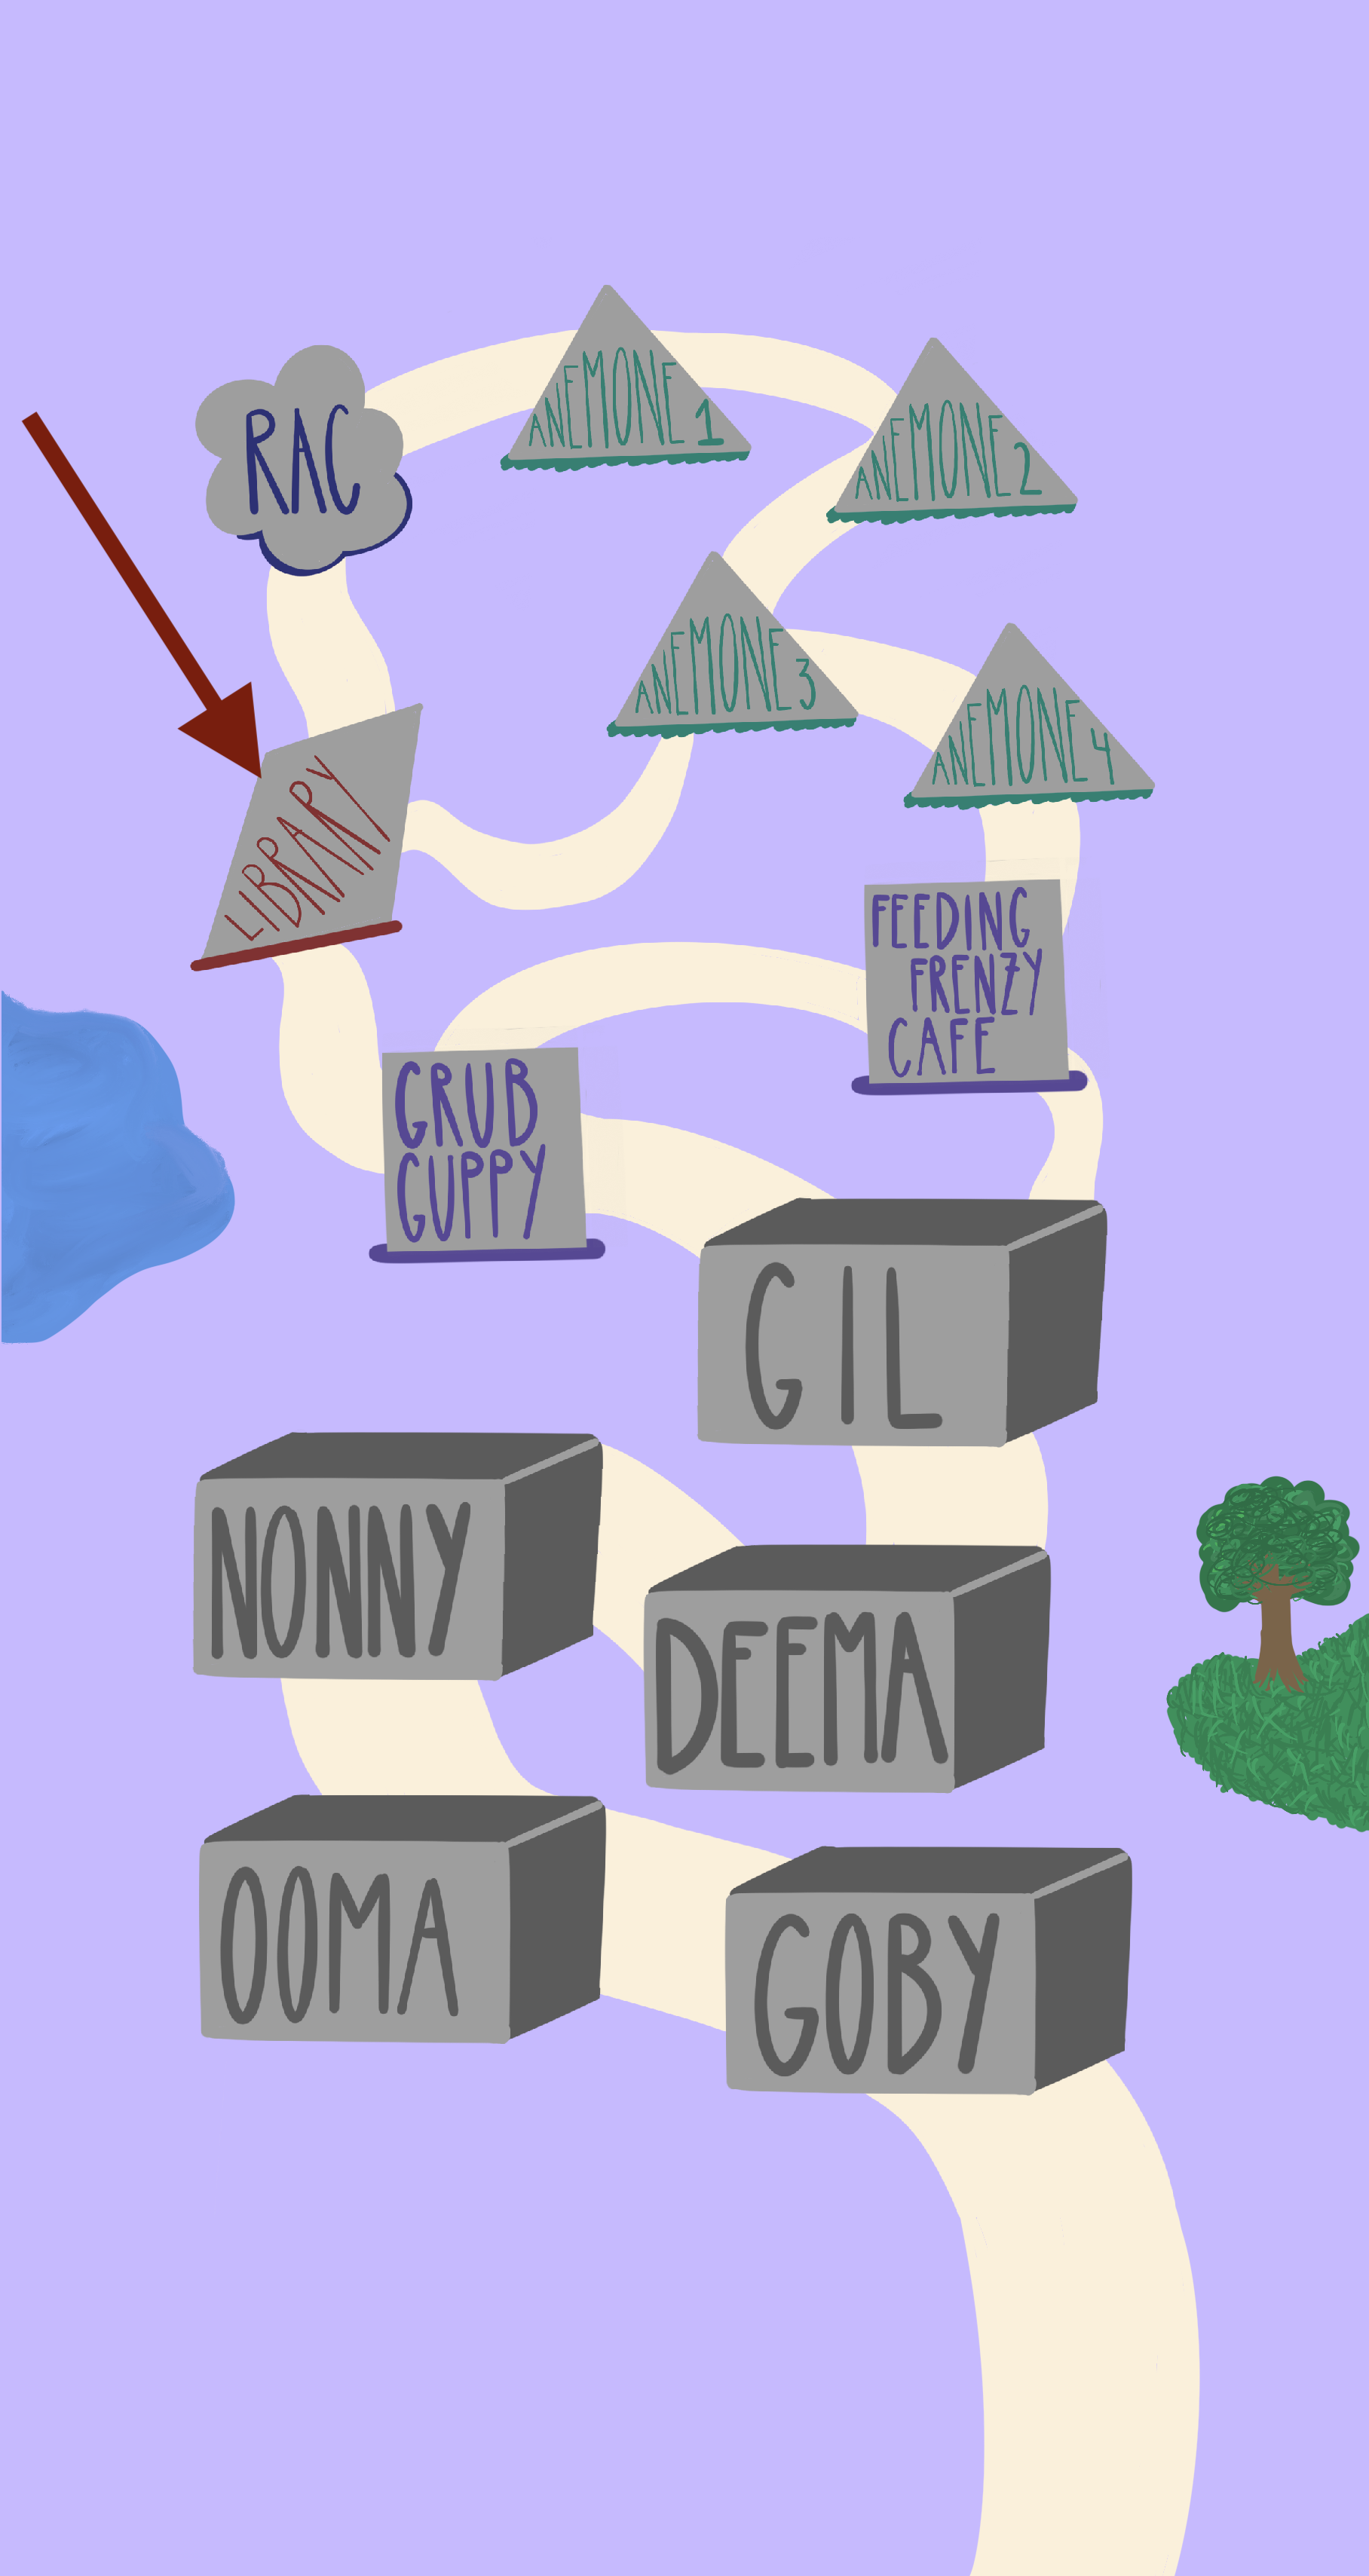 ANEMONE 1
RAC
ANEMONE 2
ANEMONE 3
ANEMONE 4
LIBRARY
FEEDING
FRENZY
CAFE
GRUB
GUPPY
GIL
NONNY
DEEMA
OOMA
GOBY